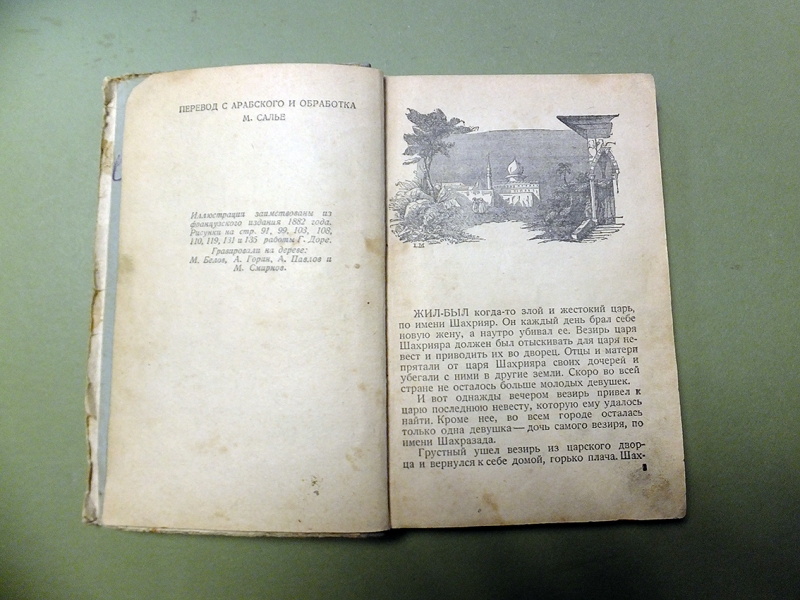 ПЕРЕВОД С АРАБСКОГО И ОБРАБОТКА
М. САЛЬЕ
Иллюстрации заимствованы из
французского издания 1882 года.
Рисунки на стр. 91, 99, 103, 108,
110, 119, 131 и 135 работы Г. Доре.
Гравировали на дереве:
М. Белов, А. Горан, А. Павлов и
М. Смирнов.
ЖИЛ-БЫЛ когда-то злой и жестокий царь,
по имени Шахрияр. Он каждый день брал себе
новую жену, а наутро убивал ее. Везирь царя
Шахрияра должен был отыскивать для царя не-
вест и приводить их во дворец. Отцы и матери
прятали от царя Шахрияра своих дочерей и
убегали с ними в другие земли. Скоро во всей
стране не осталось больше молодых девушек.
И вот однажды вечером везирь привел к
царю последнюю невесту, которую ему удалось
найти. Кроме нее, во всем городе осталась
только одна девушка — дочь самого везиря, по
имени Шахразада.
Грустный ушел везирь из царского двор-
ца и вернулся к себе домой, горько плача. Шах-